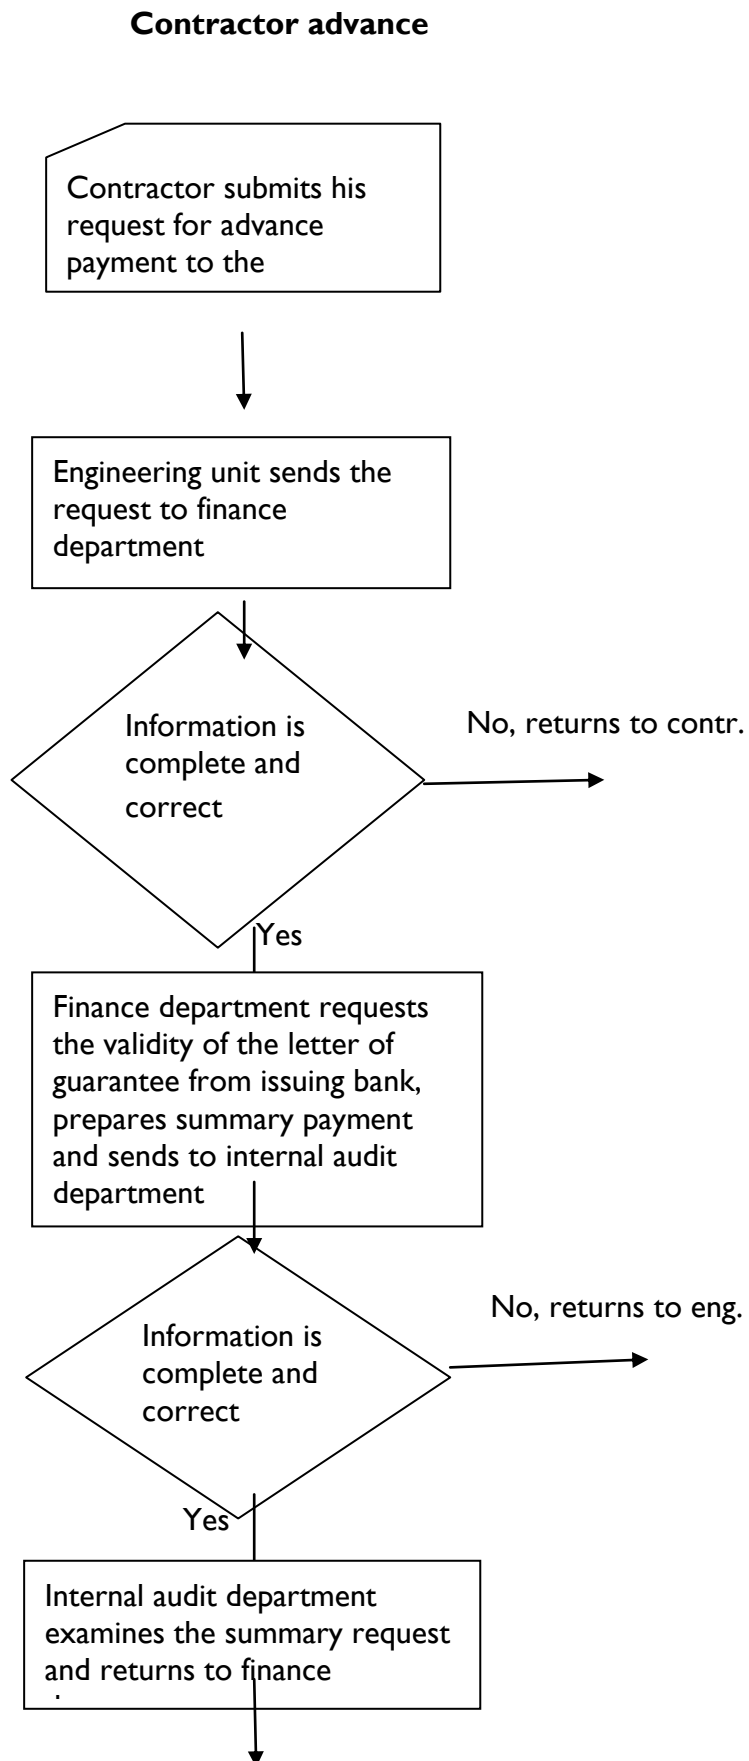 Contractor advance
Contractor submits his
request for advance
payment to the
Engineering unit sends the
request to finance
department
Information is
complete and
correct
No, returns to contr.
Yes
Finance department requests
the validity of the letter of
guarantee from issuing bank,
prepares summary payment
and sends to internal audit
department
Information is
complete and
correct
No, returns to eng.
Yes
Internal audit department
examines the summary request
and returns to finance